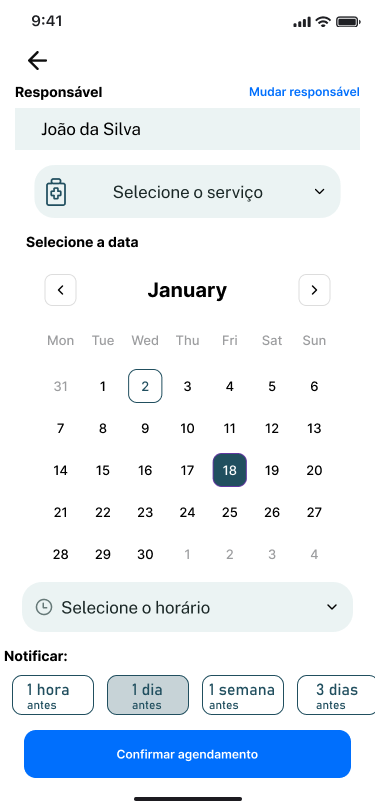 9:41
Responsável Mudar responsável
João da Silva
Selecione o serviço
Selecione a data
January
Mon Tue Wed Thu Fri Sat Sun
31 1 2 3 4 5 6
7 8 9 10 11 12 13
14 15 16 17 18 19 20
21 22 23 24 25 26 27
28 29 30 1 2 3 4
Selecione o horário
Notificar:
1 hora 1 dia 1 semana 3 dias
antes antes antes antes
Confirmar agendamento